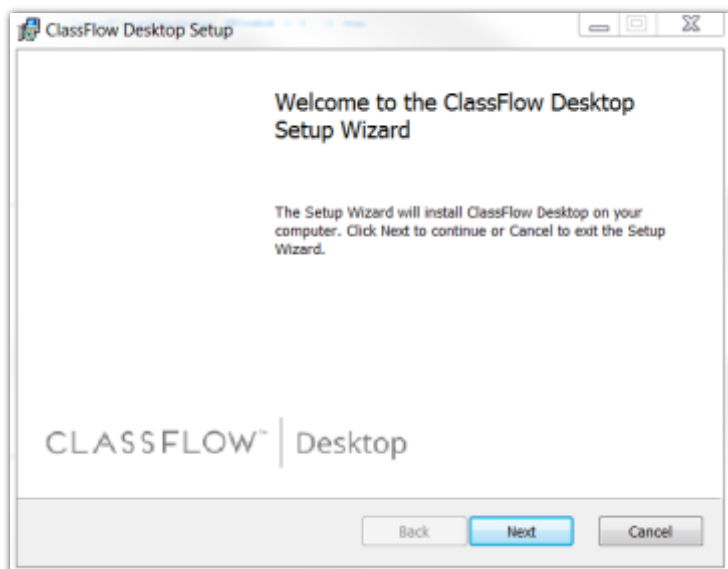 ClassFlow Desktop Setup
Welcome to the ClassFlow Desktop
Setup Wizard
The Setup Wizard will install ClassFlow Desktop on your
computer. Click Next to continue or Cancel to exit the Setup
Wizard.
CLASSFLOW™ | Desktop
Back Next Cancel